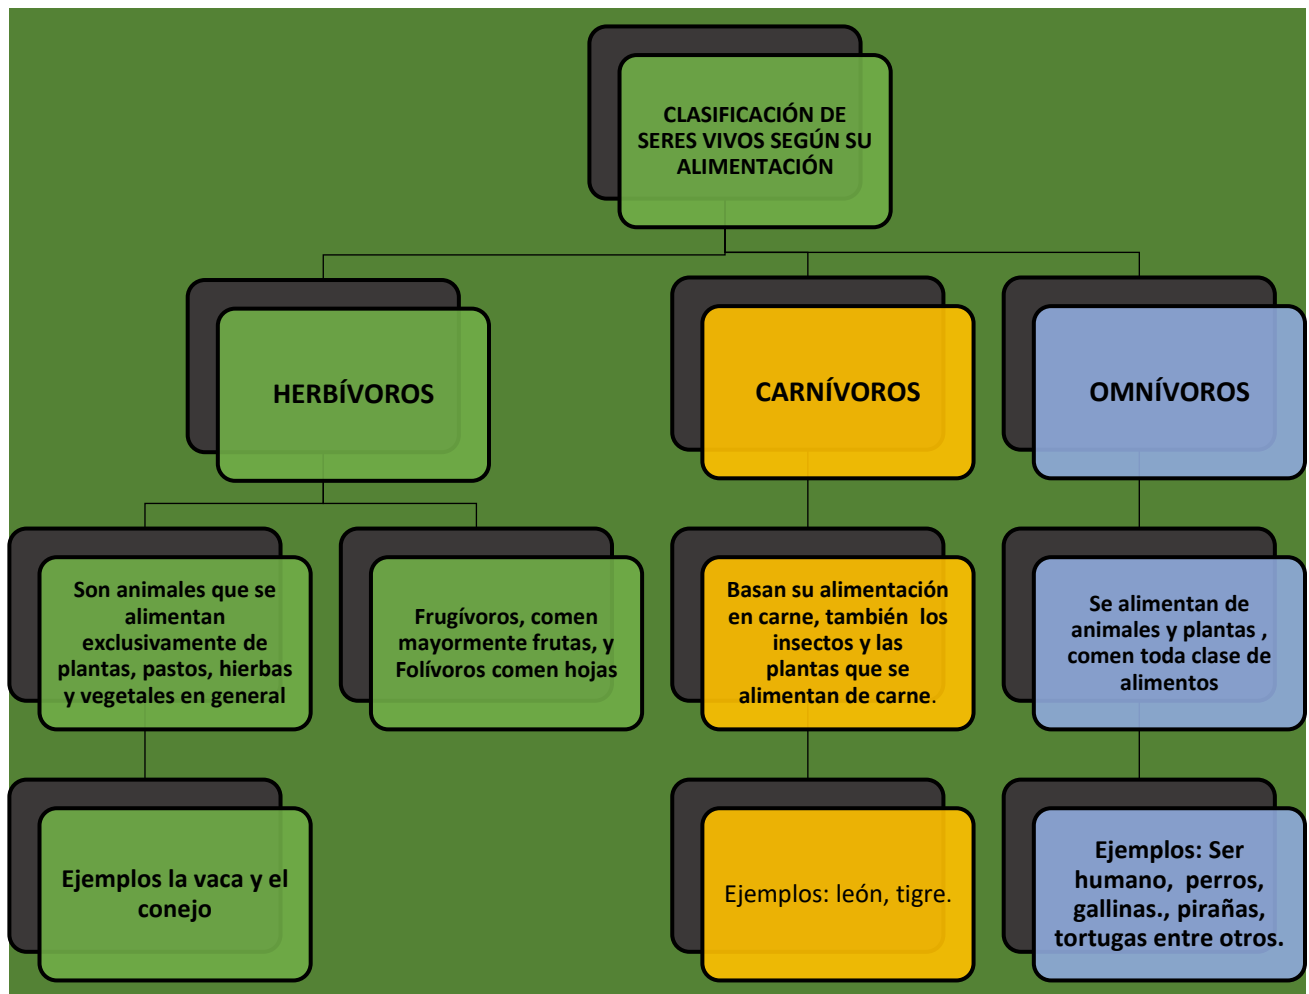 CLASIFICACIÓN DE
SERES VIVOS SEGÚN SU
ALIMENTACIÓN
HERBÍVOROS
CARNÍVOROS
OMNÍVOROS
Son animales que se
alimentan
exclusivamente de
plantas, pastos, hierbas
y vegetales en general
Frugívoros, comen
mayormente frutas, y
Folívoros comen hojas
Basan su alimentación
en carne, también los
insectos y las
plantas que se
alimentan de carne.
Se alimentan de
animales y plantas ,
comen toda clase de
alimentos
Ejemplos la vaca y el
conejo
Ejemplos: león, tigre.
Ejemplos: Ser
humano, perros,
gallinas., pirañas,
tortugas entre otros.